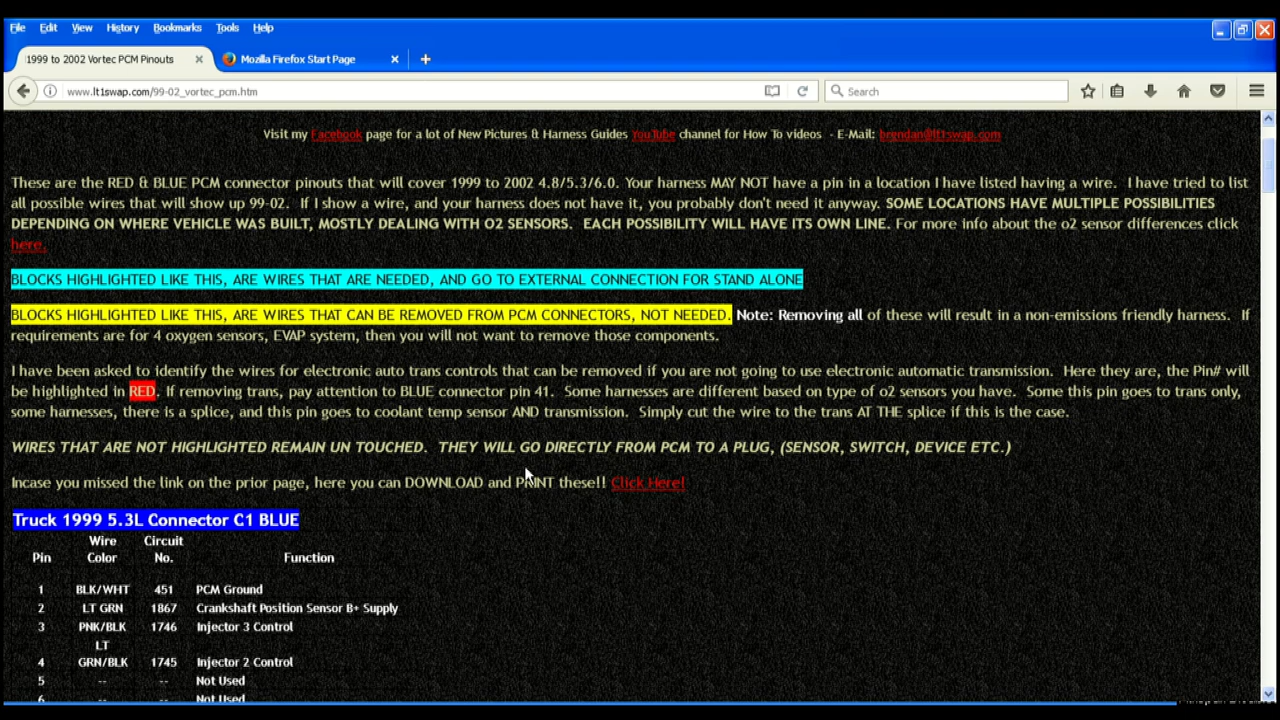 File Edit View History Bookmarks Tools Help
1999 to 2002 Vortec PCM Pinouts
Mozilla Firefox Start Page
www.lt1swap.com/99-02_vortec_pcm.htm
Search
Visit my Facebook page for a lot of New Pictures & Harness Guides YouTube channel for How To videos - E-Mail: brendan@lt1swap.com
These are the RED & BLUE PCM connector pinouts that will cover 1999 to 2002 4.8/5.3/6.0. Your harness MAY NOT have a pin in a location I have listed having a wire. I have tried to list
all possible wires that will show up 99-02. If I show a wire, and your harness does not have it, you probably don't need it anyway. SOME LOCATIONS HAVE MULTIPLE POSSIBILITIES
DEPENDING ON WHERE VEHICLE WAS BUILT, MOSTLY DEALING WITH O2 SENSORS. EACH POSSIBILITY WILL HAVE ITS OWN LINE. For more info about the o2 sensor differences click
here.
BLOCKS HIGHLIGHTED LIKE THIS, ARE WIRES THAT ARE NEEDED, AND GO TO EXTERNAL CONNECTION FOR STAND ALONE
BLOCKS HIGHLIGHTED LIKE THIS, ARE WIRES THAT CAN BE REMOVED FROM PCM CONNECTORS, NOT NEEDED. Note: Removing all of these will result in a non-emissions friendly harness. If
requirements are for 4 oxygen sensors, EVAP system, then you will not want to remove those components.
I have been asked to identify the wires for electronic auto trans controls that can be removed if you are not going to use electronic automatic transmission. Here they are, the Pin# will
be highlighted in RED. If removing trans, pay attention to BLUE connector pin 41. Some harnesses are different based on type of o2 sensors you have. Some this pin goes to trans only,
some harnesses, there is a splice, and this pin goes to coolant temp sensor AND transmission. Simply cut the wire to the trans AT THE splice if this is the case.
WIRES THAT ARE NOT HIGHLIGHTED REMAIN UN TOUCHED. THEY WILL GO DIRECTLY FROM PCM TO A PLUG, (SENSOR, SWITCH, DEVICE ETC.)
Incase you missed the link on the prior page, here you can DOWNLOAD and PRINT these!! Click Here!
Truck 1999 5.3L Connector C1 BLUE
Wire Circuit
Pin Color No. Function
1 BLK/WHT 451 PCM Ground
2 LT GRN 1867 Crankshaft Position Sensor B+ Supply
3 PNK/BLK 1746 Injector 3 Control
LT
4 GRN/BLK 1745 Injector 2 Control
5 -- -- Not Used
6 -- -- Not Used